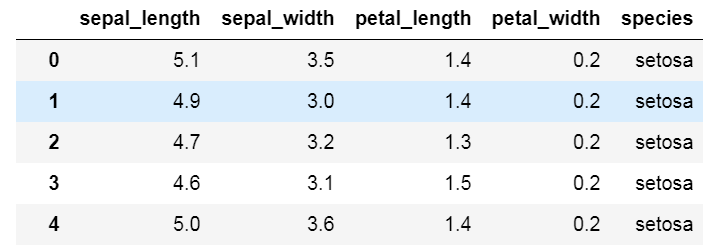 sepal_length sepal_width petal_length petal_width species
0 5.1 3.5 1.4 0.2 setosa
1 4.9 3.0 1.4 0.2 setosa
2 4.7 3.2 1.3 0.2 setosa
3 4.6 3.1 1.5 0.2 setosa
4 5.0 3.6 1.4 0.2 setosa